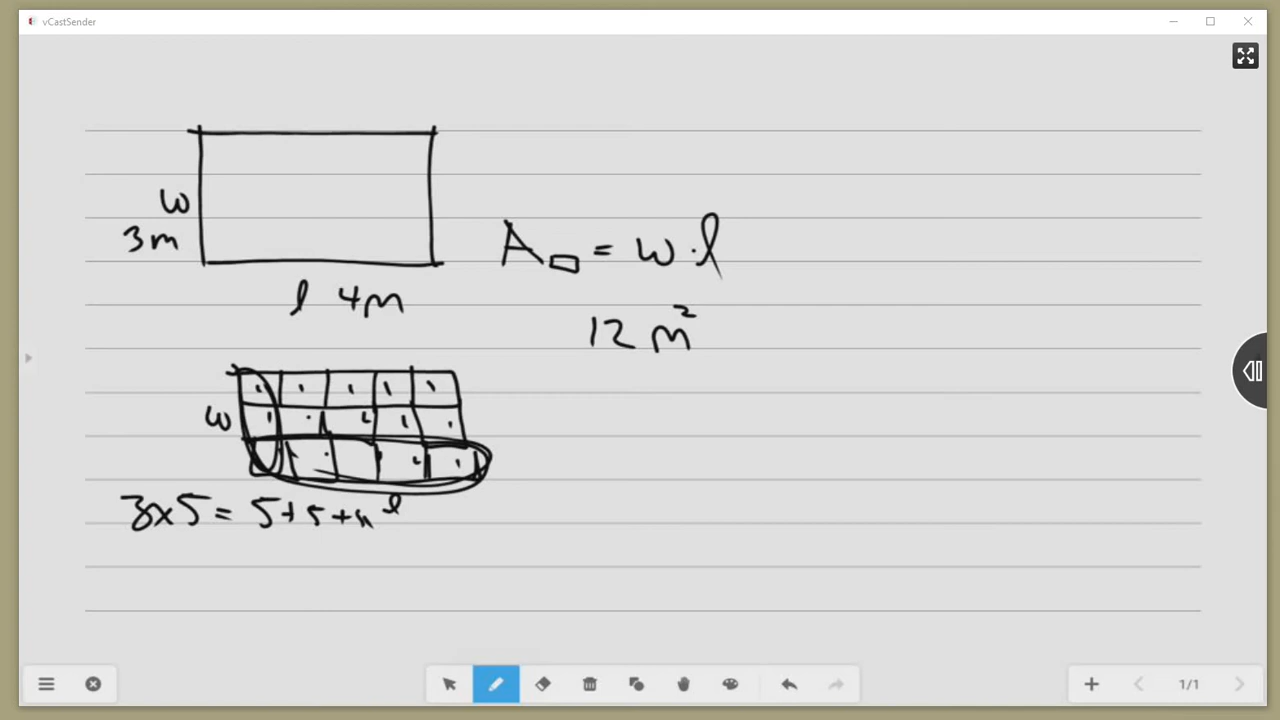 vCastSender
w
3m
l 4m
A▭ = w·l
12 m²
w
3x5 = 5+5+
l
1/1